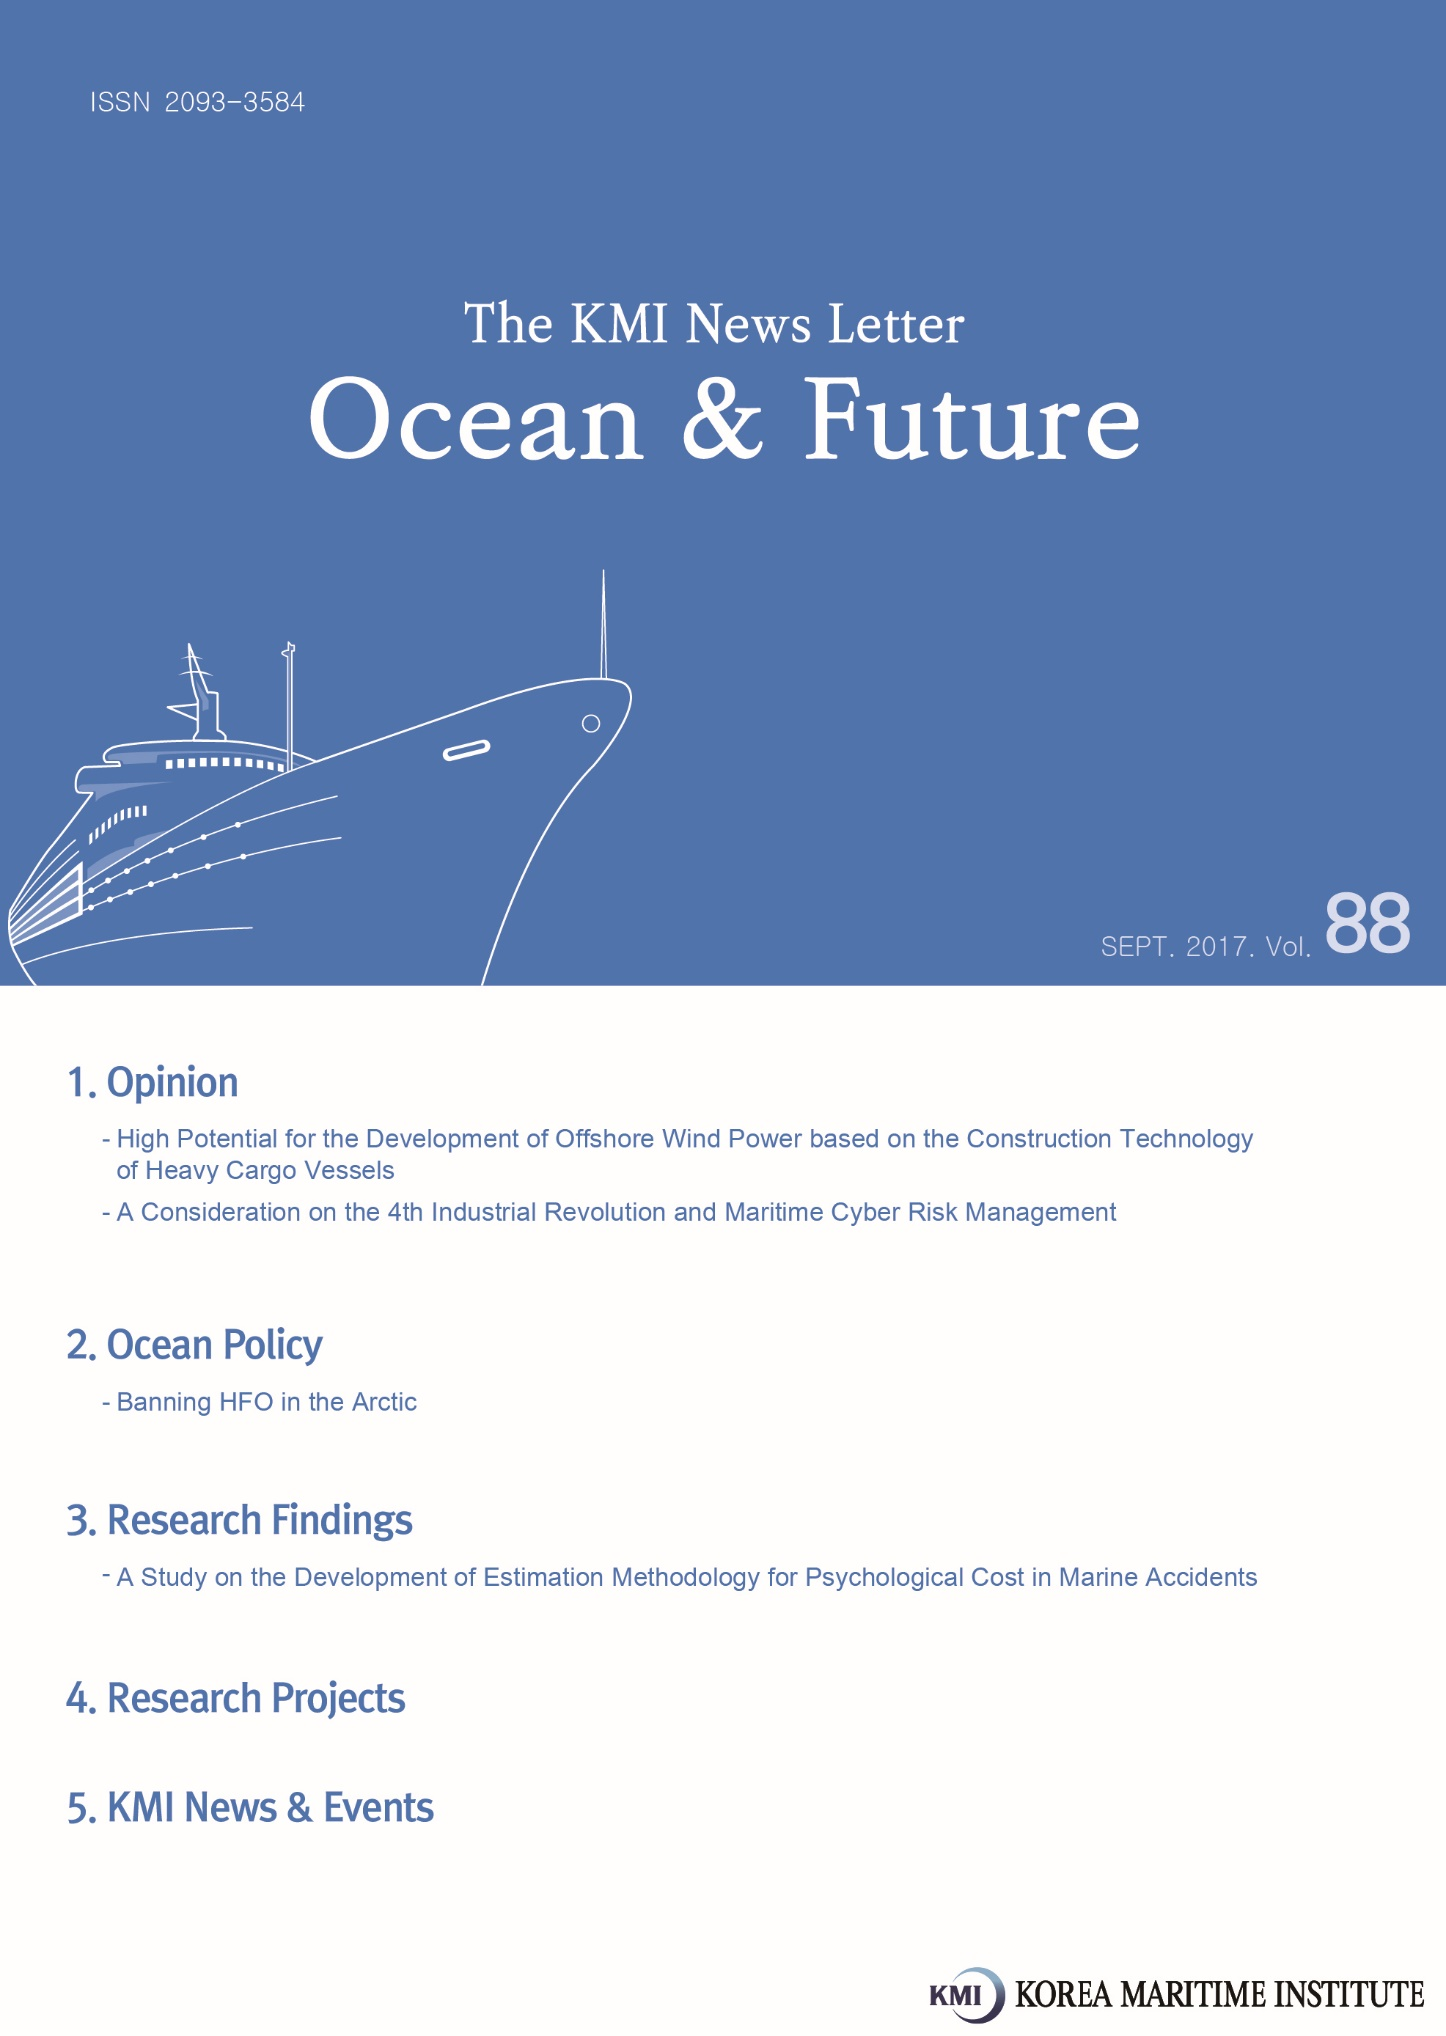 ISSN 2093-3584
The KMI News Letter
Ocean & Future
SEPT. 2017. Vol. 88
1. Opinion
- High Potential for the Development of Offshore Wind Power based on the Construction Technology
of Heavy Cargo Vessels
- A Consideration on the 4th Industrial Revolution and Maritime Cyber Risk Management
2. Ocean Policy
- Banning HFO in the Arctic
3. Research Findings
- A Study on the Development of Estimation Methodology for Psychological Cost in Marine Accidents
4. Research Projects
5. KMI News & Events
KMI KOREA MARITIME INSTITUTE